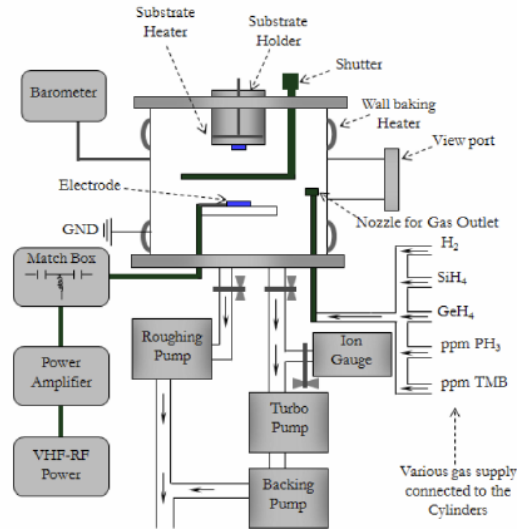 Substrate
Heater
Substrate
Holder
Shutter
Barometer
Wall baking
Heater
View port
Electrode
Nozzle for Gas Outlet
GND
H2
Match Box
SiH4
GeH4
Roughing
Pump
Ion
Gauge
ppm PH3
Power
Amplifier
ppm TMB
Turbo
Pump
VHF-RF
Power
Backing
Pump
Various gas supply
connected to the
Cylinders